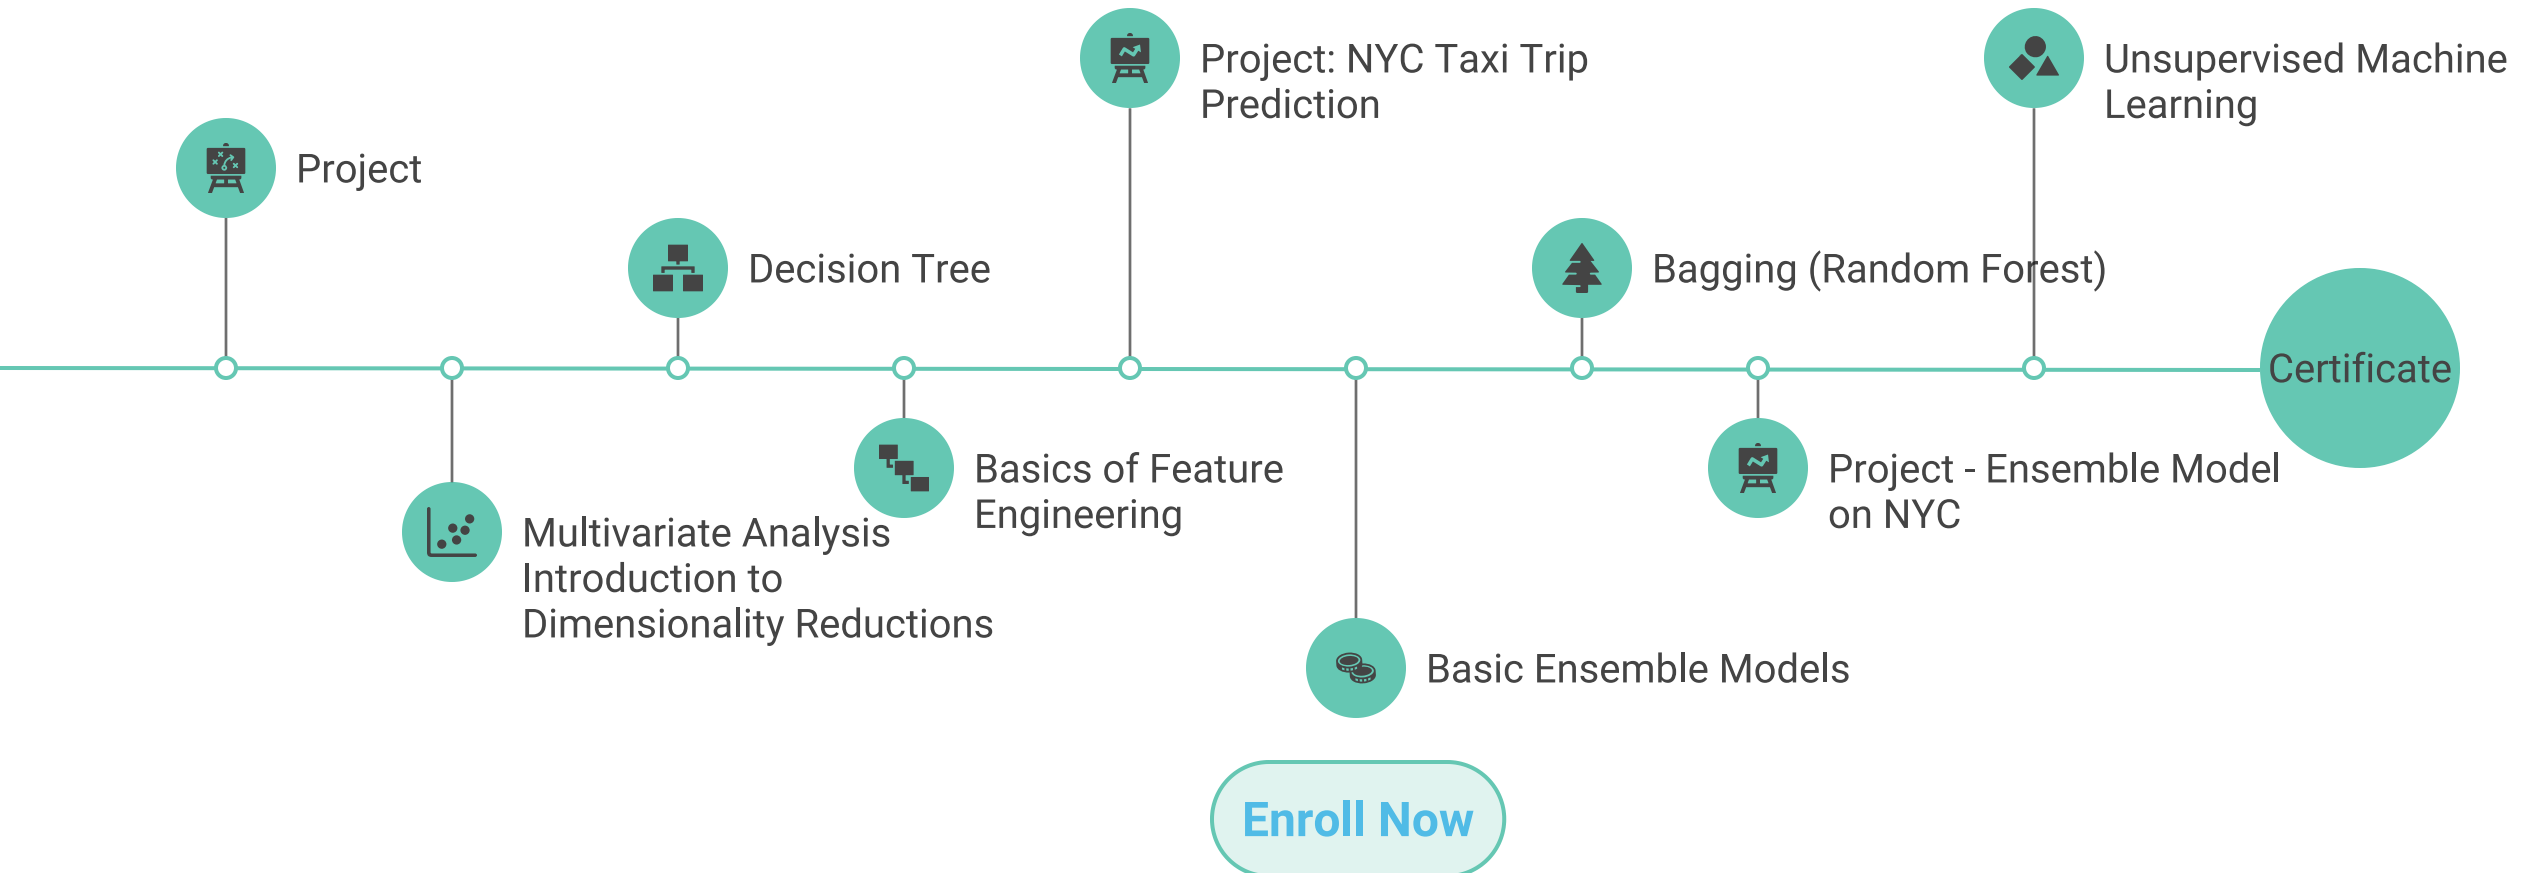 Project
Multivariate Analysis
Introduction to
Dimensionality Reductions
Decision Tree
Basics of Feature
Engineering
Project: NYC Taxi Trip
Prediction
Basic Ensemble Models
Bagging (Random Forest)
Project - Ensemble Model
on NYC
Unsupervised Machine
Learning
Certificate
Enroll Now